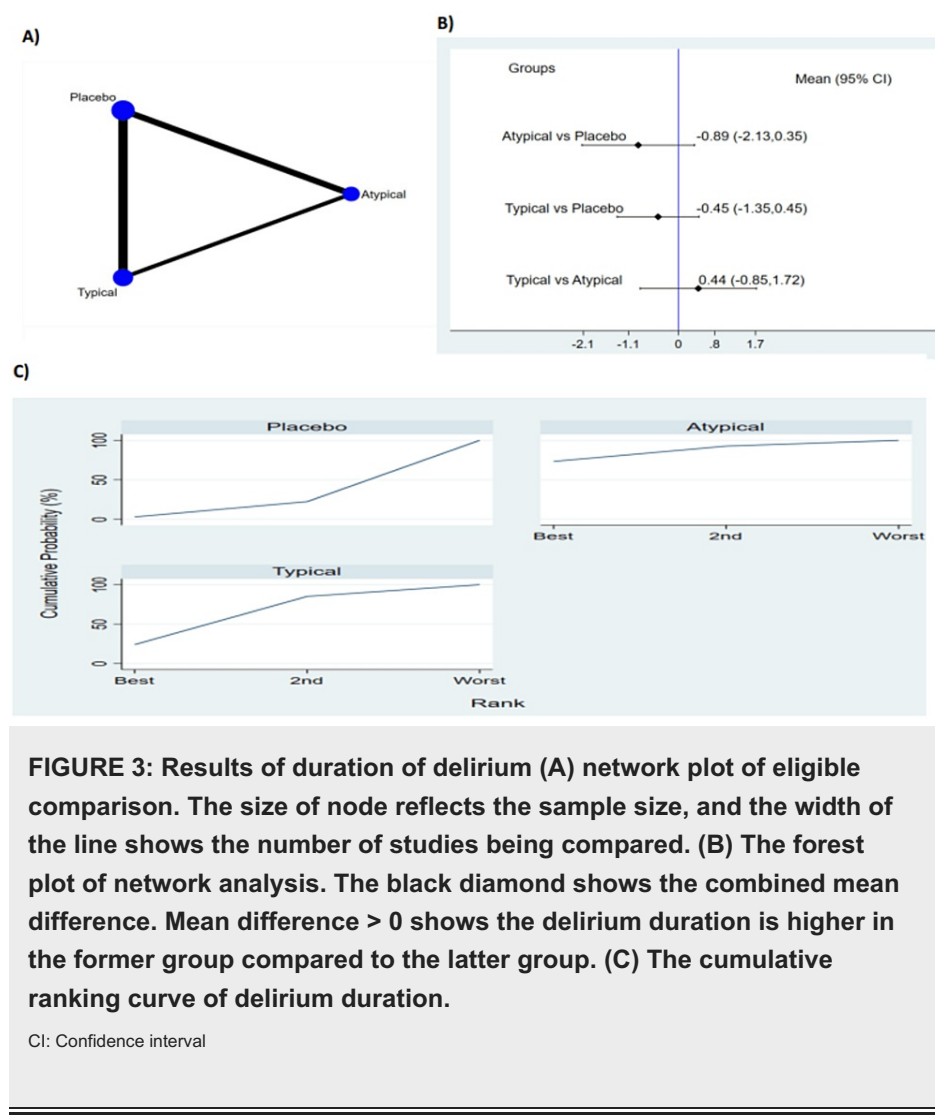 A)
Placebo
Atypical
Typical
B)
Groups
Mean (95% CI)
Atypical vs Placebo -0.89 (-2.13,0.35)
Typical vs Placebo -0.45 (-1.35,0.45)
Typical vs Atypical 0.44 (-0.85,1.72)
-2.1 -1.1 0 .8 1.7
C)
Placebo
Atypical
Typical
Cumulative Probability (%)
100
50
0
100
50
0
Best 2nd Worst
Best 2nd Worst
Rank
FIGURE 3: Results of duration of delirium (A) network plot of eligible
comparison. The size of node reflects the sample size, and the width of
the line shows the number of studies being compared. (B) The forest
plot of network analysis. The black diamond shows the combined mean
difference. Mean difference > 0 shows the delirium duration is higher in
the former group compared to the latter group. (C) The cumulative
ranking curve of delirium duration.
CI: Confidence interval